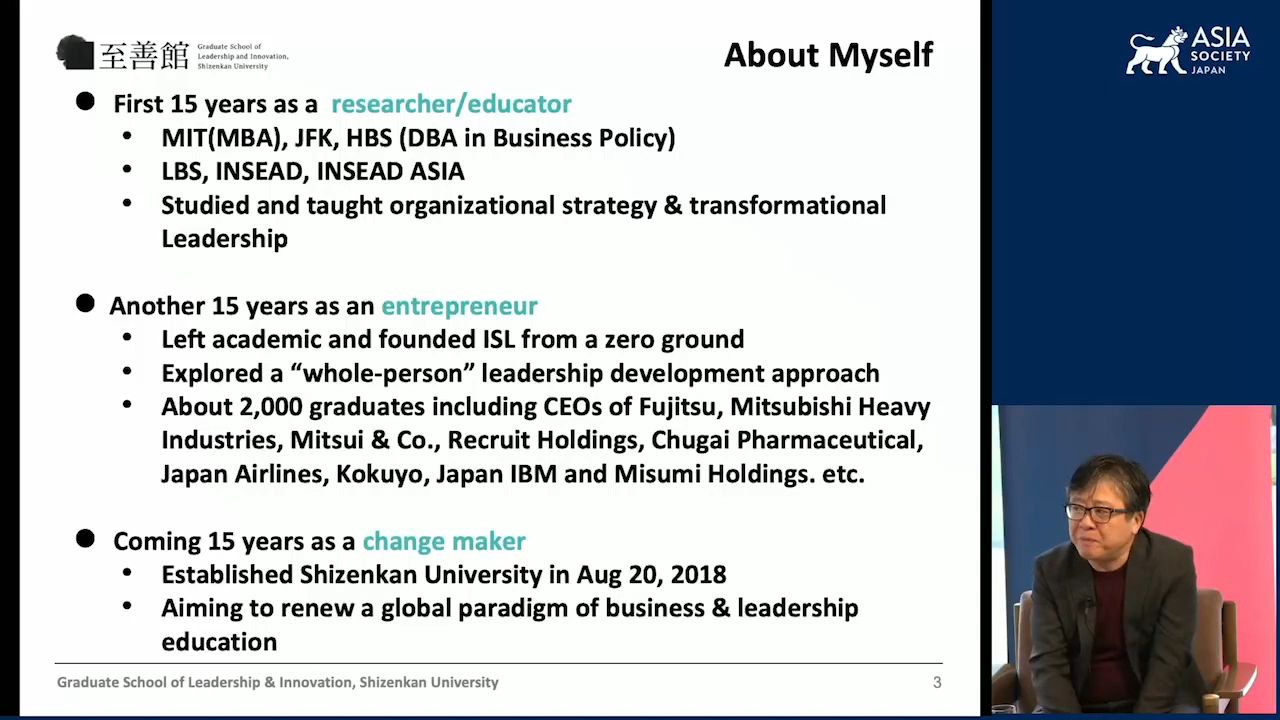 至善館
Graduate School of
Leadership and Innovation,
Shizenkan University
About Myself
ASIA
SOCIETY
JAPAN
● First 15 years as a researcher/educator
• MIT(MBA), JFK, HBS (DBA in Business Policy)
• LBS, INSEAD, INSEAD ASIA
• Studied and taught organizational strategy & transformational
Leadership
● Another 15 years as an entrepreneur
• Left academic and founded ISL from a zero ground
• Explored a “whole-person” leadership development approach
• About 2,000 graduates including CEOs of Fujitsu, Mitsubishi Heavy
Industries, Mitsui & Co., Recruit Holdings, Chugai Pharmaceutical,
Japan Airlines, Kokuyo, Japan IBM and Misumi Holdings. etc.
● Coming 15 years as a change maker
• Established Shizenkan University in Aug 20, 2018
• Aiming to renew a global paradigm of business & leadership
education
Graduate School of Leadership & Innovation, Shizenkan University
3